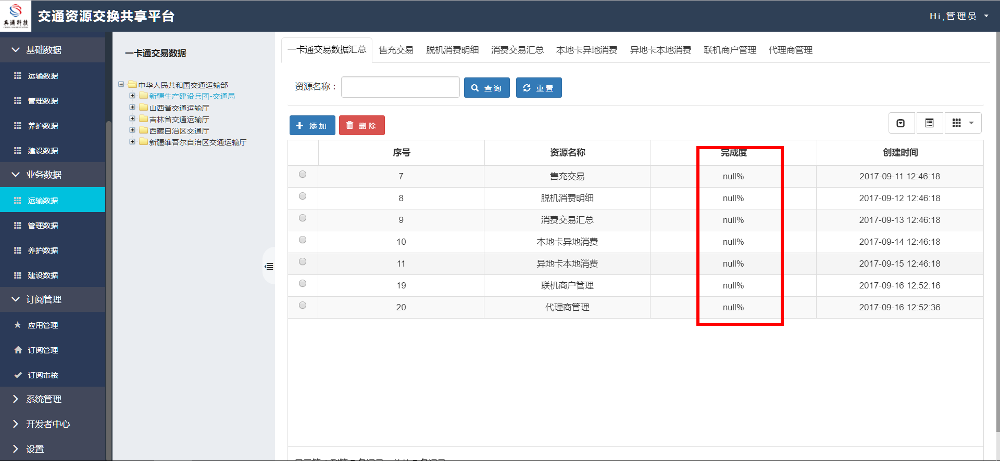 兵通科技
交通资源交换共享平台
Hi,管理员
基础数据
运输数据
管理数据
养护数据
建设数据
业务数据
运输数据
管理数据
养护数据
建设数据
订阅管理
应用管理
订阅管理
订阅审核
系统管理
开发者中心
设置
一卡通交易数据
中华人民共和国交通运输部
新疆生产建设兵团-交通局
山西省交通运输厅
吉林省交通运输厅
西藏自治区交通厅
新疆维吾尔自治区交通运输厅
一卡通交易数据汇总 售充交易 脱机消费明细 消费交易汇总 本地卡异地消费 异地卡本地消费 联机商户管理 代理商管理
资源名称： 查询 重置
添加 删除
序号 资源名称 完成度 创建时间
7 售充交易 null% 2017-09-11 12:46:18
8 脱机消费明细 null% 2017-09-12 12:46:18
9 消费交易汇总 null% 2017-09-13 12:46:18
10 本地卡异地消费 null% 2017-09-14 12:46:18
11 异地卡本地消费 null% 2017-09-15 12:46:18
19 联机商户管理 null% 2017-09-16 12:52:16
20 代理商管理 null% 2017-09-16 12:52:36